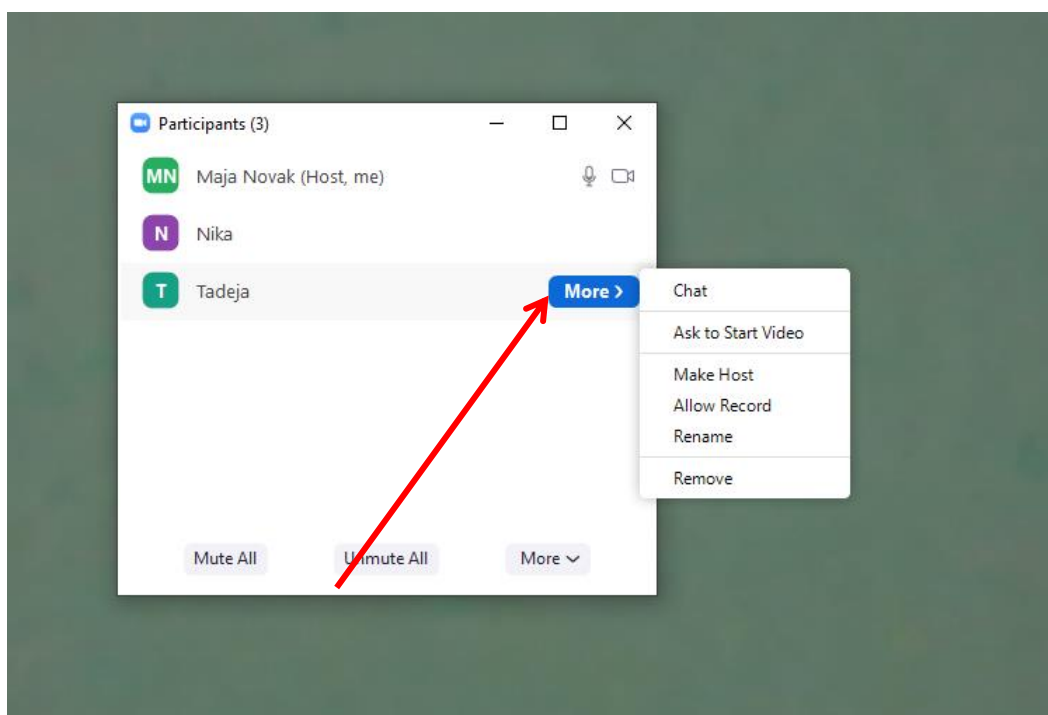 Participants (3)
MN Maja Novak (Host, me)
N Nika
T Tadeja More
Chat
Ask to Start Video
Make Host
Allow Record
Rename
Remove
Mute All Unmute All More